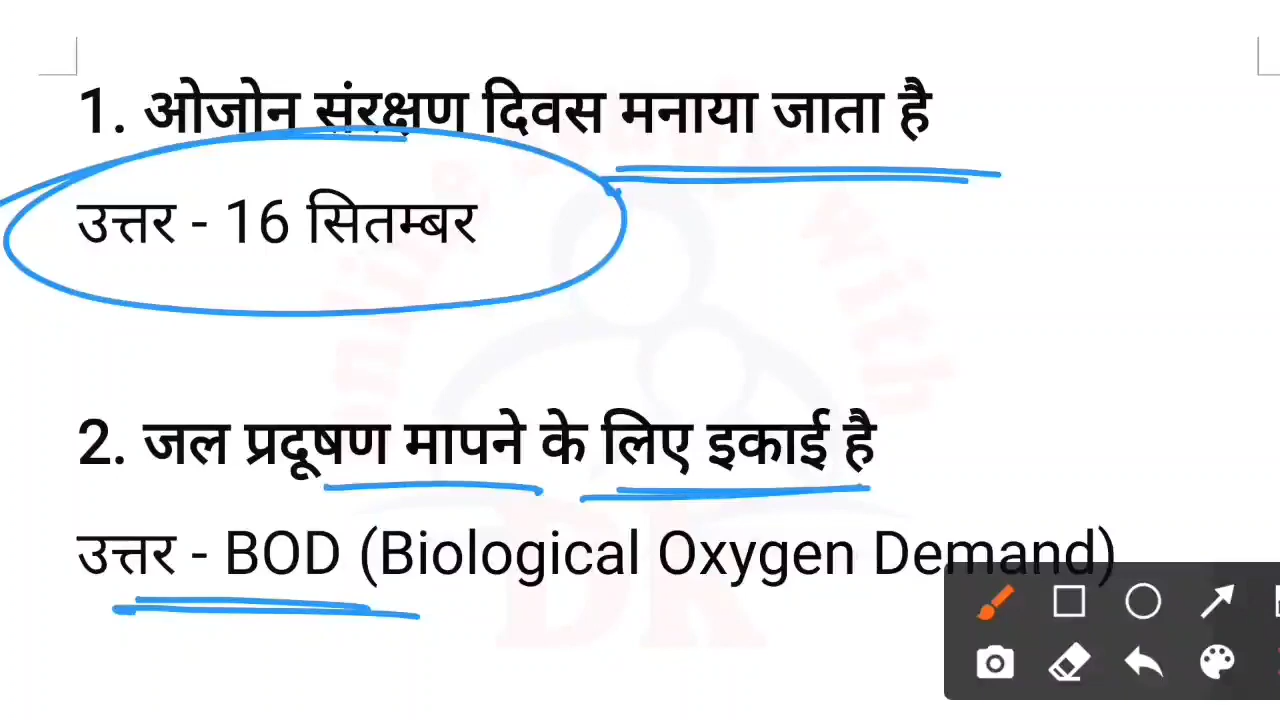 1. ओजोन संरक्षण दिवस मनाया जाता है
उत्तर - 16 सितम्बर
2. जल प्रदूषण मापने के लिए इकाई है
उत्तर - BOD (Biological Oxygen Demand)
DK